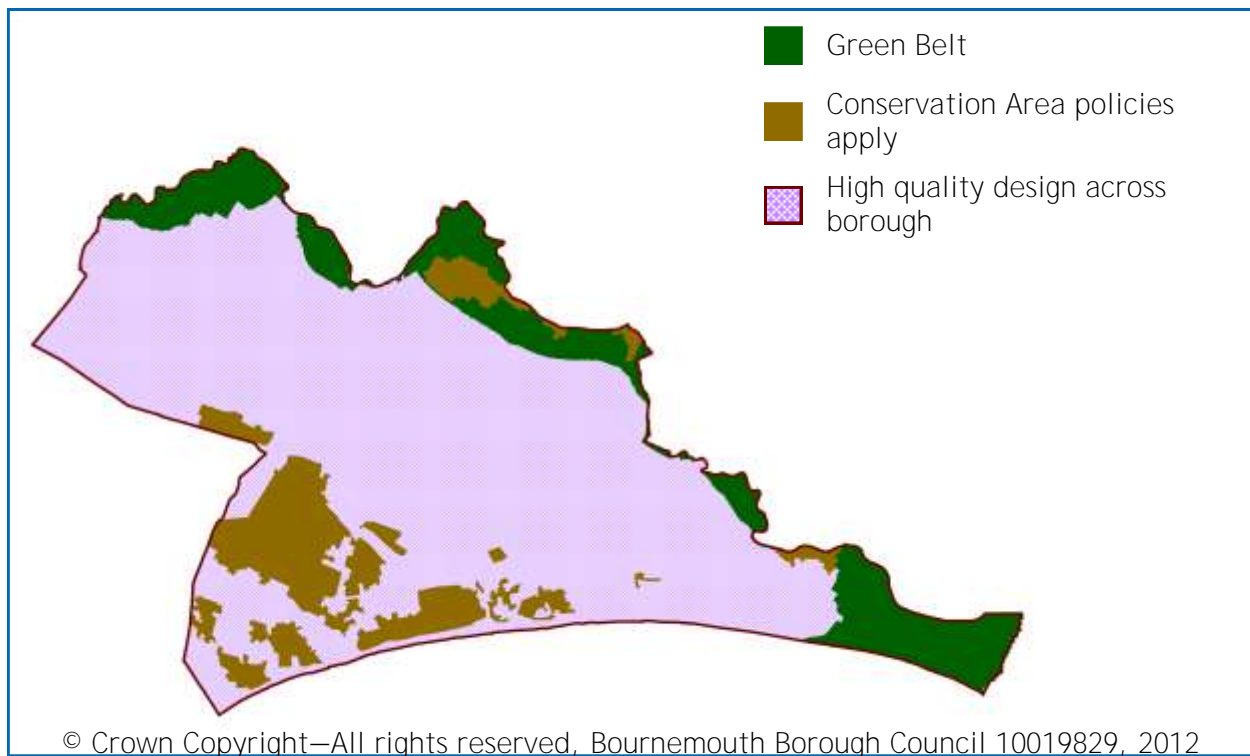 Green Belt
Conservation Area policies
apply
High quality design across
borough
© Crown Copyright—All rights reserved, Bournemouth Borough Council 10019829, 2012